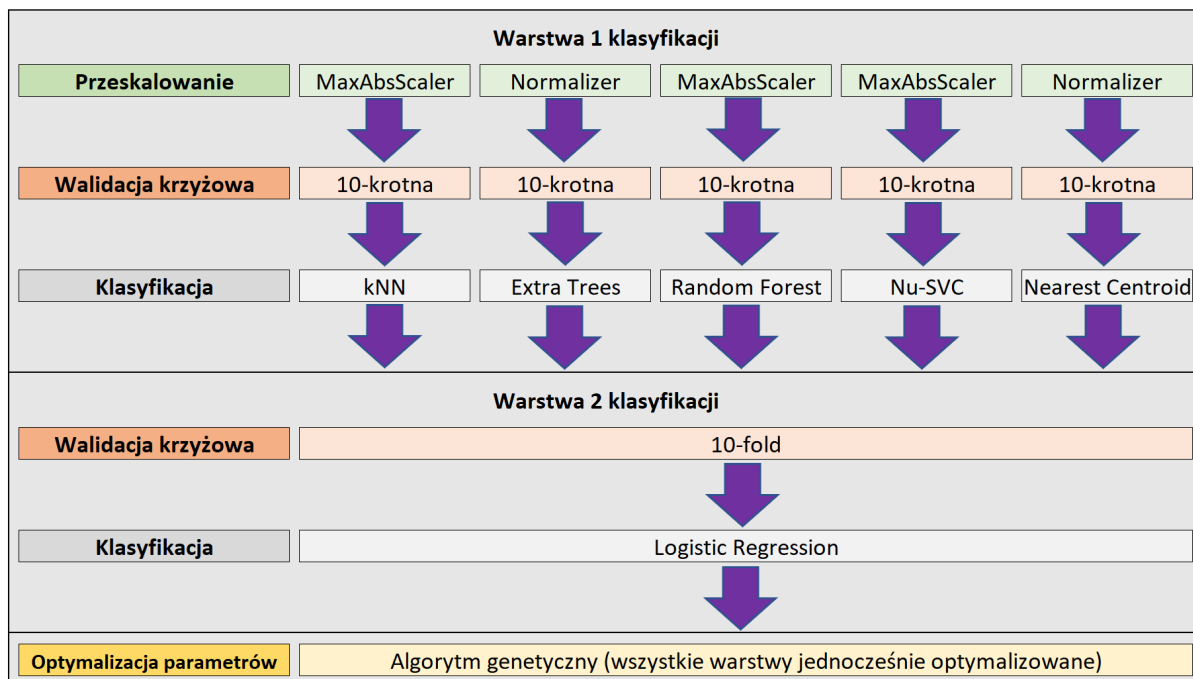 Warstwa 1 klasyfikacji
Przeskalowanie MaxAbsScaler Normalizer MaxAbsScaler MaxAbsScaler Normalizer
Walidacja krzyżowa 10-krotna 10-krotna 10-krotna 10-krotna 10-krotna
Klasyfikacja kNN Extra Trees Random Forest Nu-SVC Nearest Centroid
Warstwa 2 klasyfikacji
Walidacja krzyżowa 10-fold
Klasyfikacja Logistic Regression
Optymalizacja parametrów Algorytm genetyczny (wszystkie warstwy jednocześnie optymalizowane)